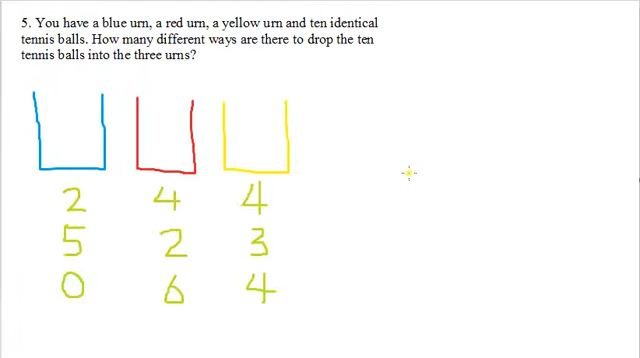 5. You have a blue urn, a red urn, a yellow urn and ten identical
tennis balls. How many different ways are there to drop the ten
tennis balls into the three urns?
2 4 4
5 2 3
0 6 4